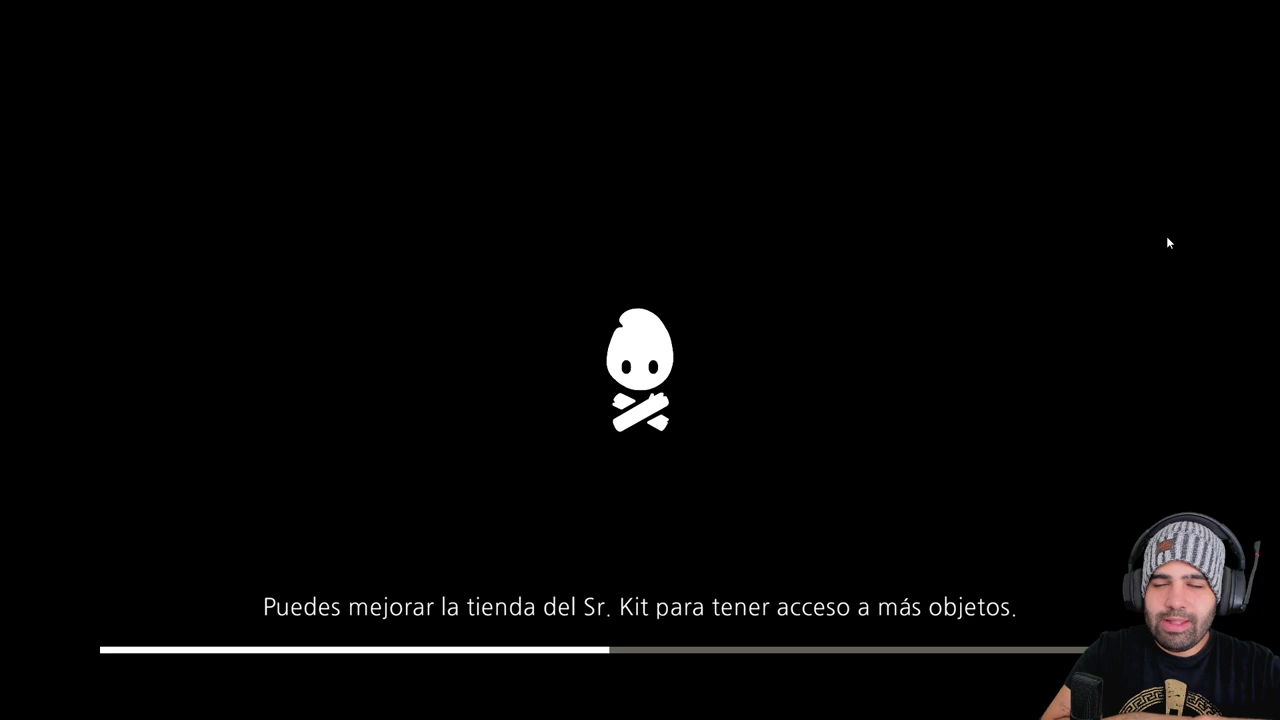 Puedes mejorar la tienda del Sr. Kit para tener acceso a más objetos.